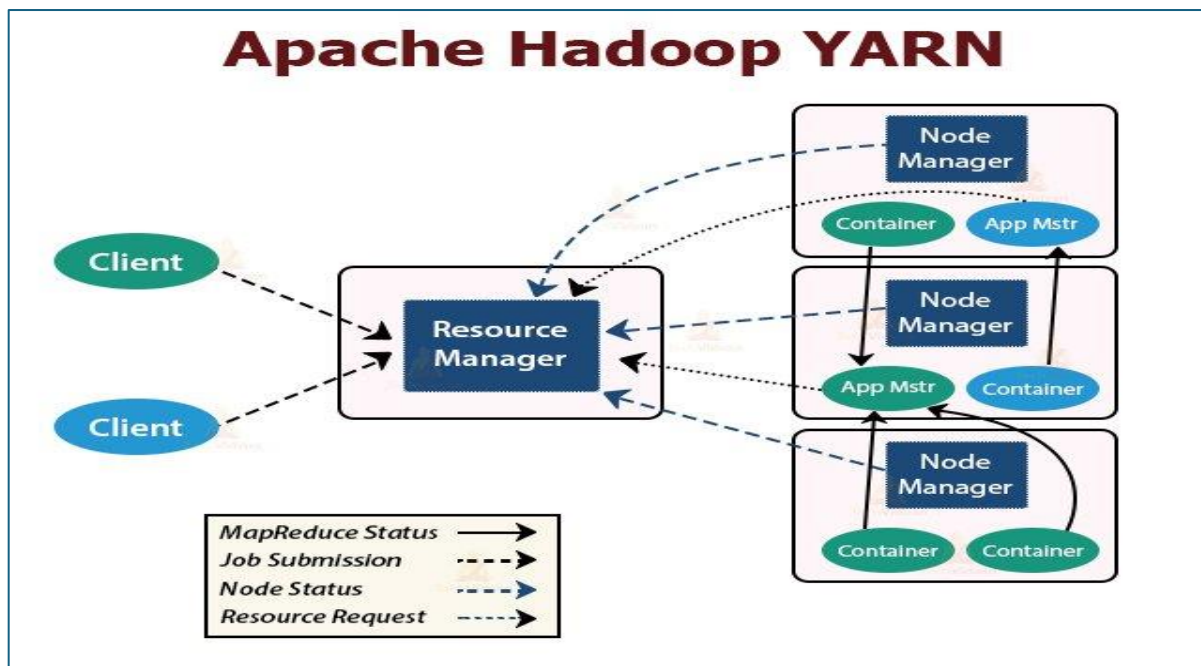 Apache Hadoop YARN
Node
Manager
Container
App Mstr
Client
Resource
Manager
Node
Manager
App Mstr
Container
Client
Node
Manager
Container
Container
MapReduce Status
Job Submission
Node Status
Resource Request